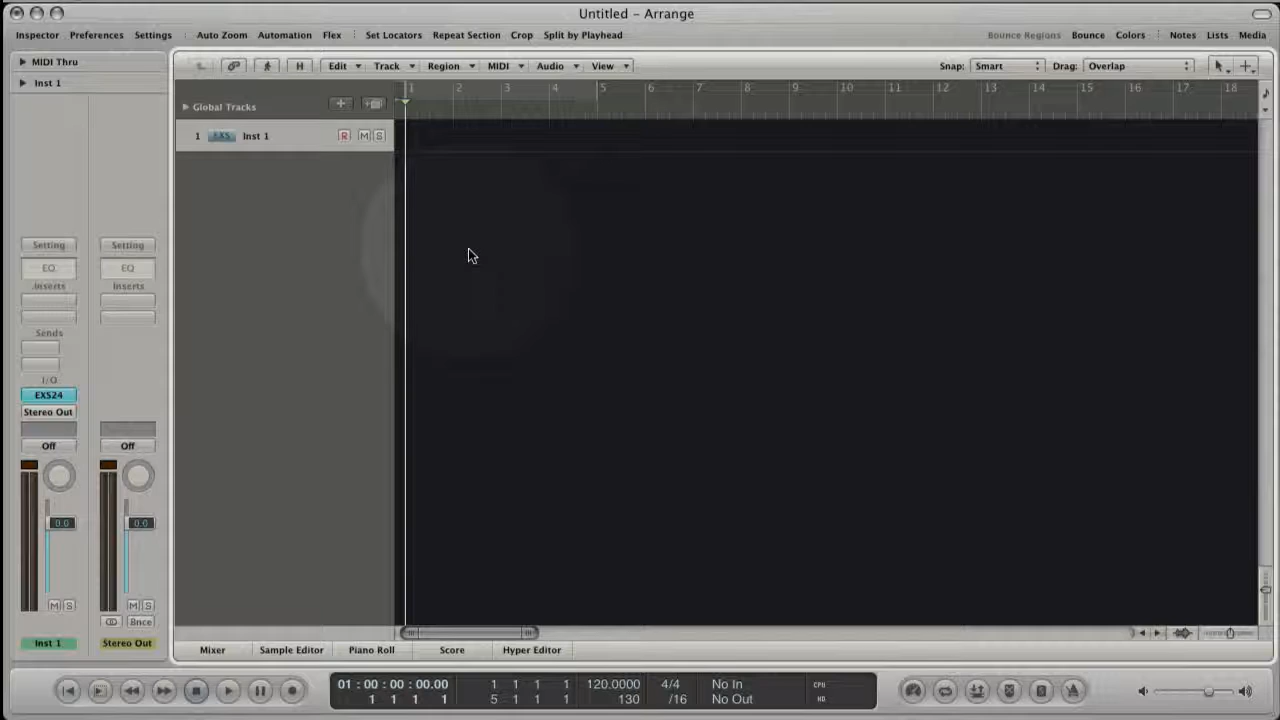 Untitled - Arrange
Inspector Preferences Settings Auto Zoom Automation Flex Set Locators Repeat Section Crop Split by Playhead Bounce Regions Bounce Colors Notes Lists Media
MIDI Thru
H Edit Track Region MIDI Audio View Snap: Smart Drag: Overlap
Inst 1
1 2 3 4 5 6 7 8 9 10 11 12 13 14 15 16 17 18
Global Tracks
1 EXS Inst 1 R M S
Setting Setting
EQ EQ
Inserts Inserts
Sends
I/O
EXS24
Stereo Out
Off Off
0.0 0.0
M S M S
Bnce
Inst 1 Stereo Out
Mixer Sample Editor Piano Roll Score Hyper Editor
01:00:00:00.00 1 1 1 1 120.0000 4/4 No In CPU
1 1 1 1 5 1 1 1 130 /16 No Out HD